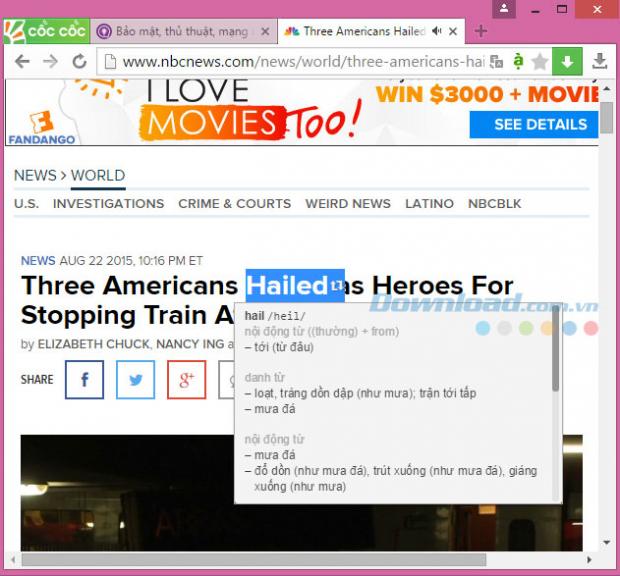 cốc cốc
Bảo mật, thủ thuật, mạng
Three Americans Hailed
www.nbcnews.com/news/world/three-americans-hai
I LOVE
MOVIES Too!
WIN $3000 + MOVIE
SEE DETAILS
FANDANGO
NEWS > WORLD
U.S. INVESTIGATIONS CRIME & COURTS WEIRD NEWS LATINO NBCBLK
NEWS AUG 22 2015, 10:16 PM ET
Three Americans Hailed as Heroes For
Stopping Train A
Download.com.vn
by ELIZABETH CHUCK, NANCY ING and
SHARE f g+
hail /heil/
nội động từ ((thường) + from)
– tới (từ đâu)
danh từ
– loạt, tràng dồn dập (như mưa); trận tới tấp
– mưa đá
nội động từ
– mưa đá
– đổ dồn (như mưa đá), trút xuống (như mưa đá), giáng
xuống (như mưa)